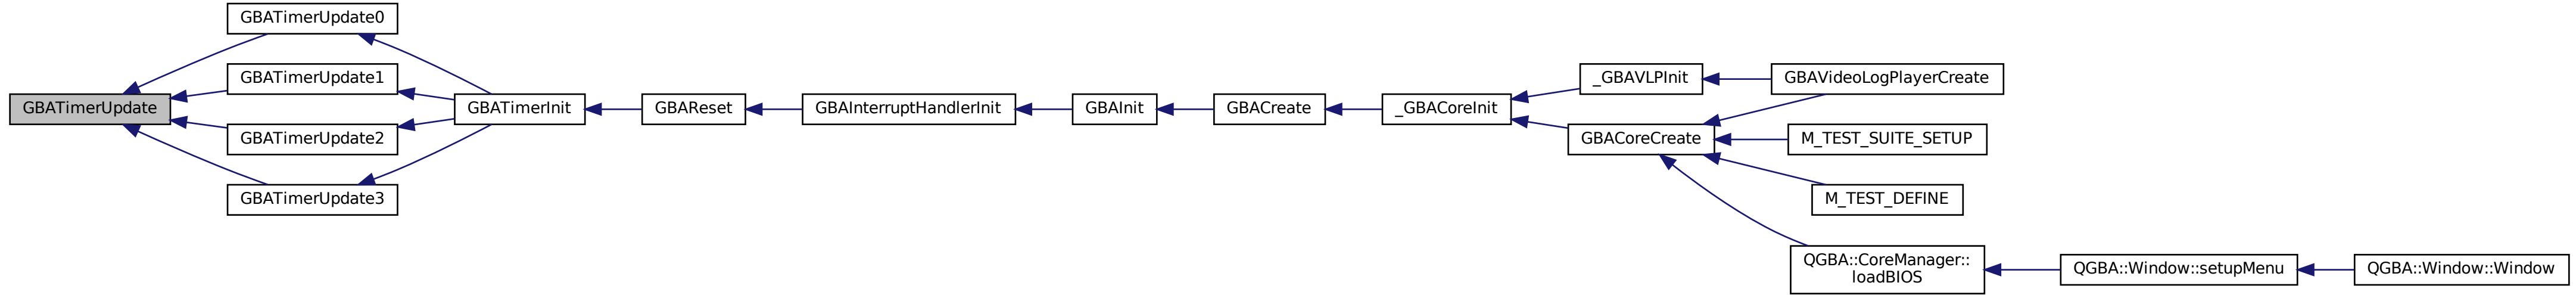 GBATimerUpdate
GBATimerUpdate0
GBATimerUpdate1
GBATimerUpdate2
GBATimerUpdate3
GBATimerInit
GBAReset
GBAInterruptHandlerInit
GBAInit
GBACreate
_GBACoreInit
_GBAVLPInit
GBACoreCreate
GBAVideoLogPlayerCreate
M_TEST_SUITE_SETUP
M_TEST_DEFINE
QGBA::CoreManager::
loadBIOS
QGBA::Window::setupMenu
QGBA::Window::Window